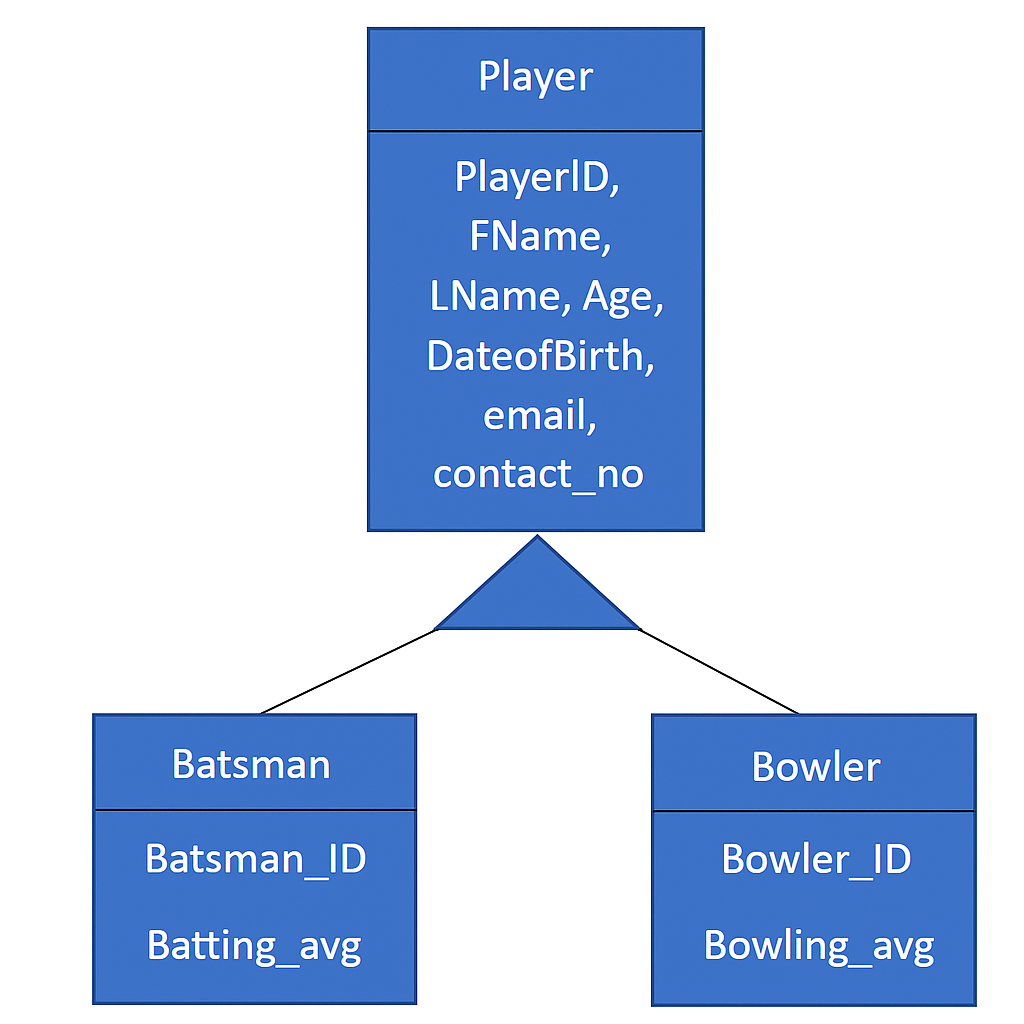 Player
PlayerID,
FName,
LName, Age,
DateofBirth,
email,
contact_no
Batsman
Batsman_ID
Batting_avg
Bowler
Bowler_ID
Bowling_avg